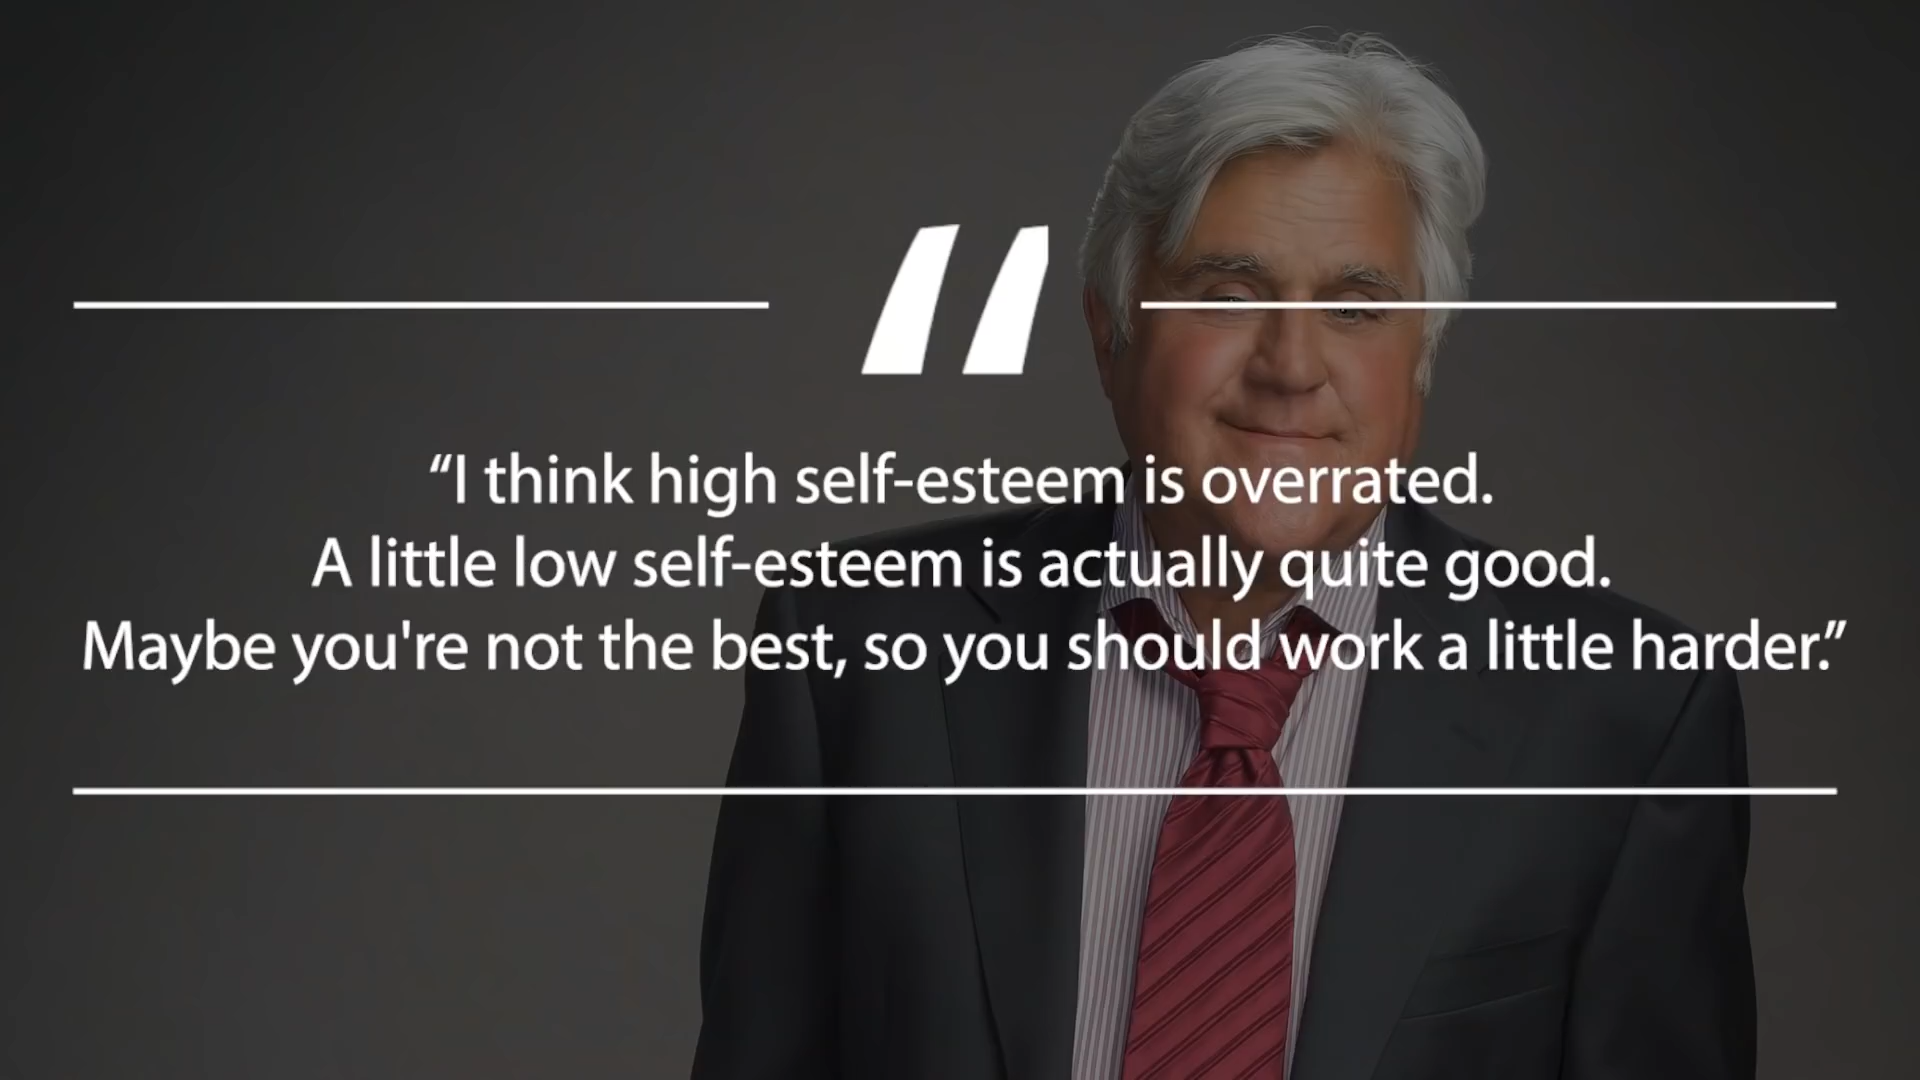 “I think high self-esteem is overrated.
A little low self-esteem is actually quite good.
Maybe you're not the best, so you should work a little harder.”